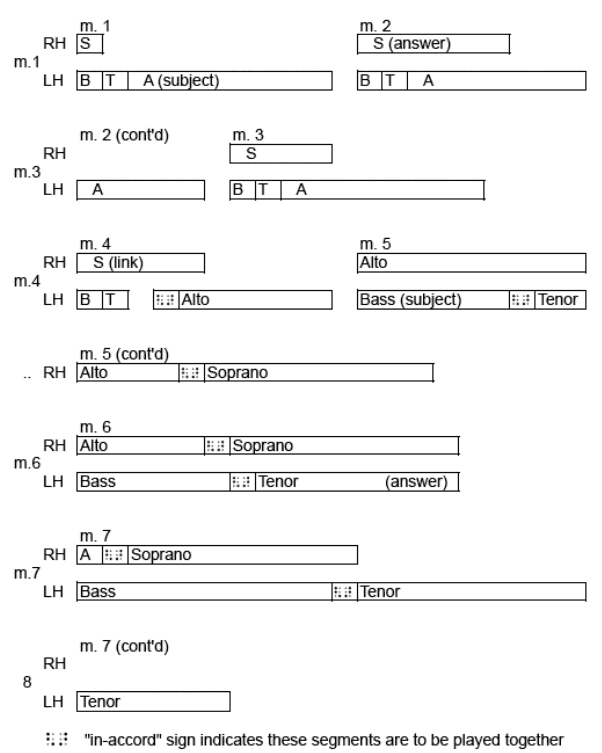 m. 1 m. 2
RH S S (answer)
m.1
LH B T A (subject) B T A
m. 2 (cont'd) m. 3
RH S
m.3
LH A B T A
m. 4 m. 5
RH S (link) Alto
m.4
LH B T ⠣⠜ Alto Bass (subject) ⠣⠜ Tenor
m. 5 (cont'd)
.. RH Alto ⠣⠜ Soprano
m. 6
RH Alto ⠣⠜ Soprano
m.6
LH Bass ⠣⠜ Tenor (answer)
m. 7
RH A ⠣⠜ Soprano
m.7
LH Bass ⠣⠜ Tenor
m. 7 (cont'd)
RH
8
LH Tenor
⠣⠜ "in-accord" sign indicates these segments are to be played together